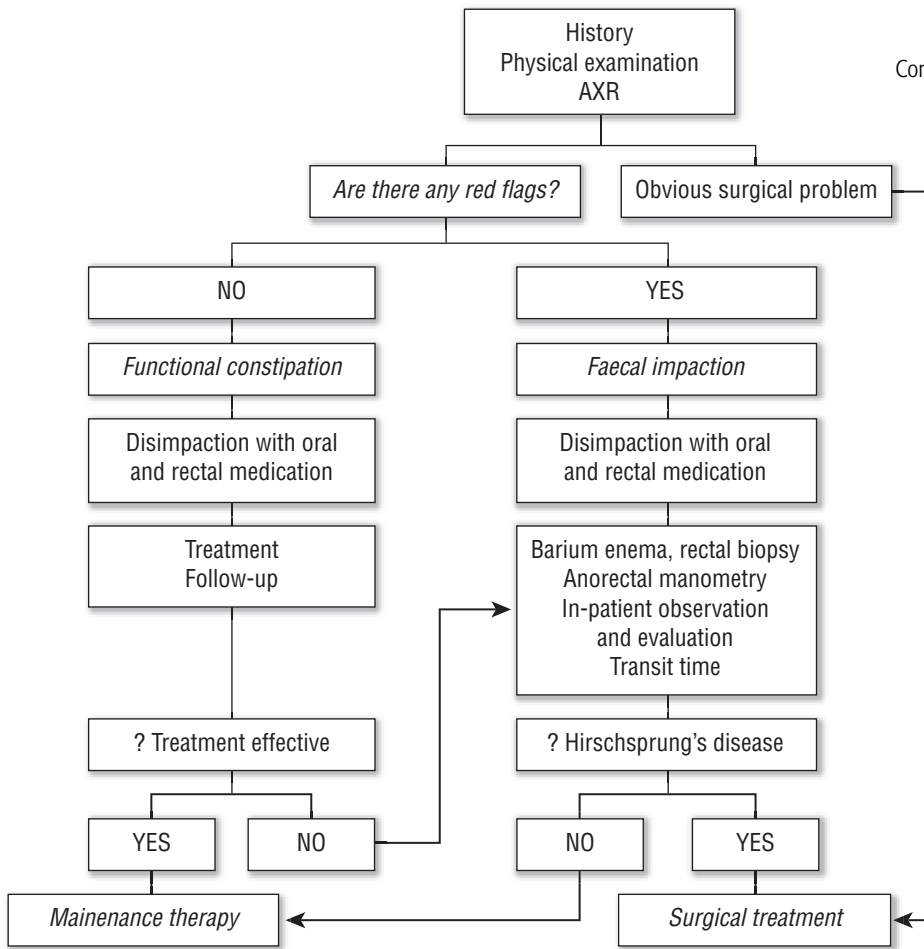 History
Physical examination
AXR
Are there any red flags?
Obvious surgical problem
NO
YES
Functional constipation
Faecal impaction
Disimpaction with oral
and rectal medication
Disimpaction with oral
and rectal medication
Treatment
Follow-up
Barium enema, rectal biopsy
Anorectal manometry
In-patient observation
and evaluation
Transit time
? Treatment effective
? Hirschsprung's disease
YES
NO
NO
YES
Mainenance therapy
Surgical treatment